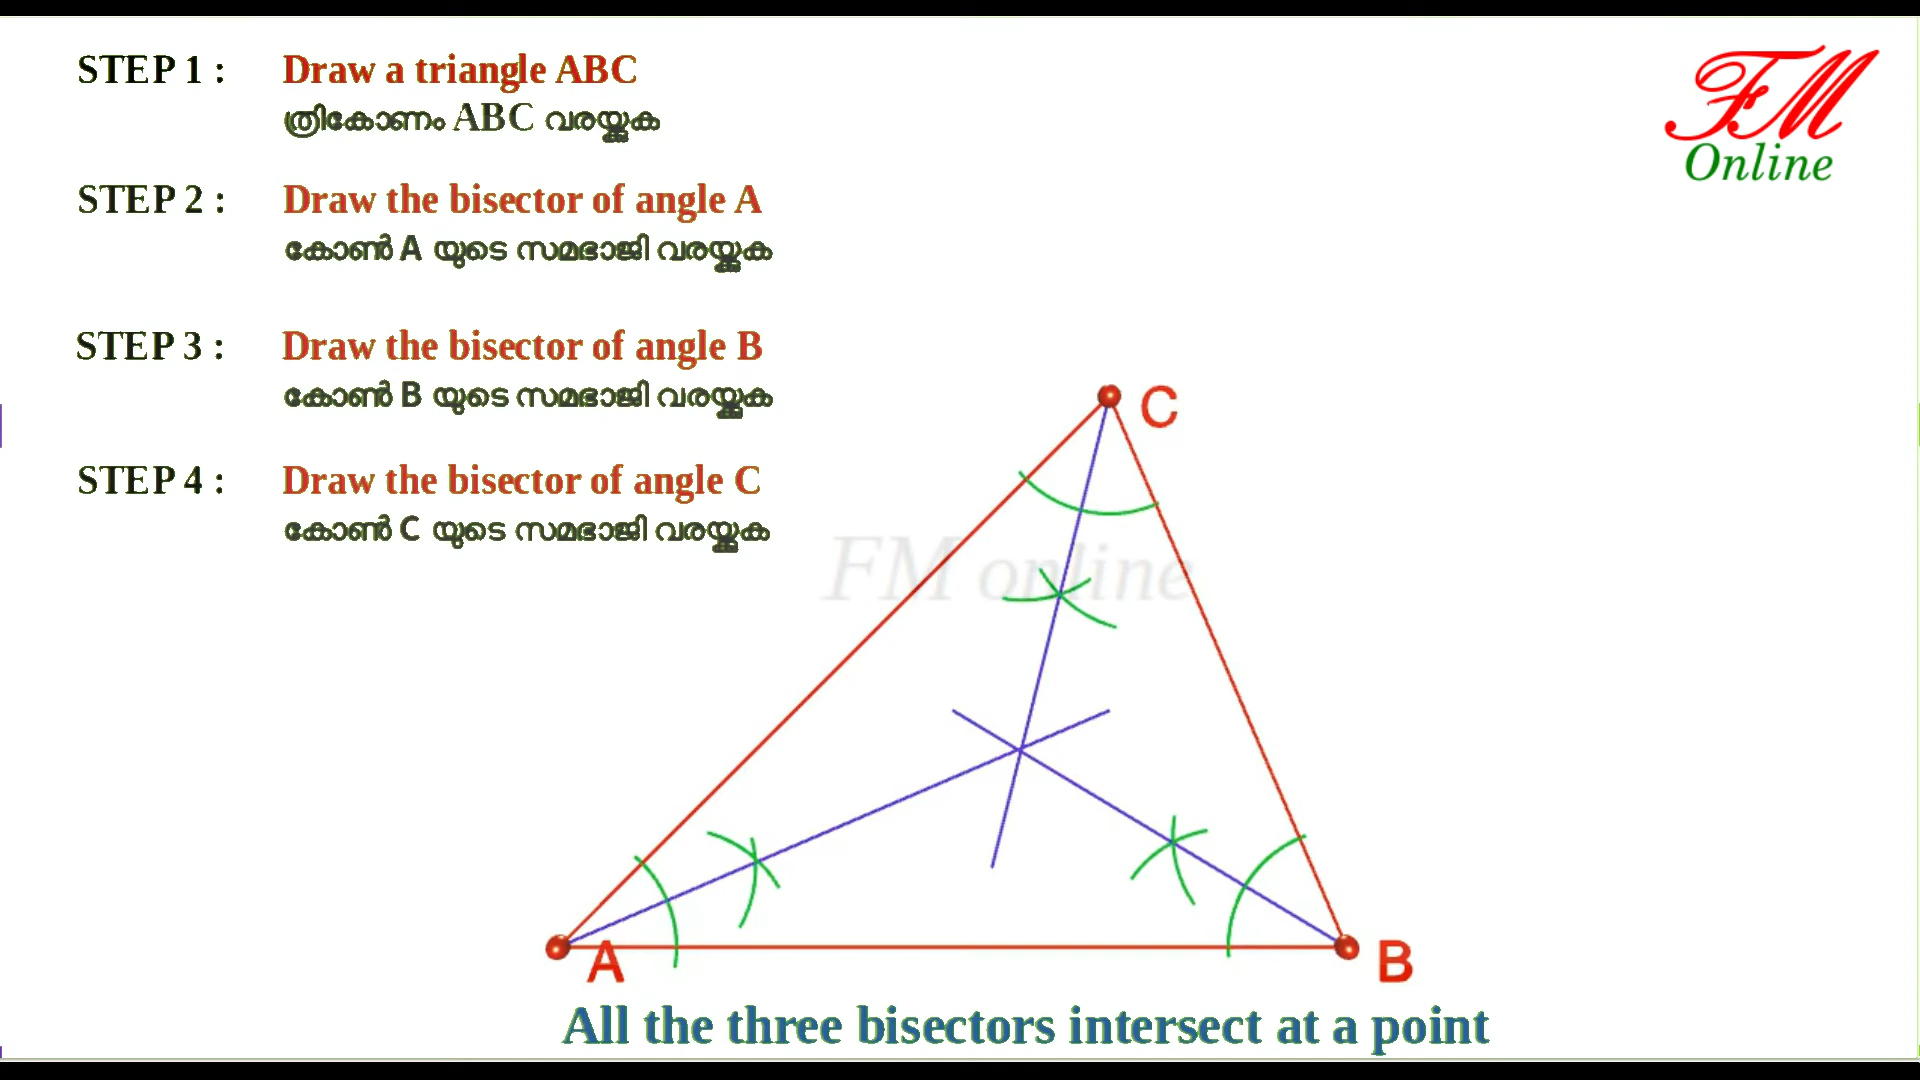 STEP 1 : Draw a triangle ABC
ത്രികോണം ABC വരയ്ക്കുക
STEP 2 : Draw the bisector of angle A
കോൺ A യുടെ സമഭാജി വരയ്ക്കുക
STEP 3 : Draw the bisector of angle B
കോൺ B യുടെ സമഭാജി വരയ്ക്കുക
STEP 4 : Draw the bisector of angle C
കോൺ C യുടെ സമഭാജി വരയ്ക്കുക
FM
Online
C
FM online
A
B
All the three bisectors intersect at a point